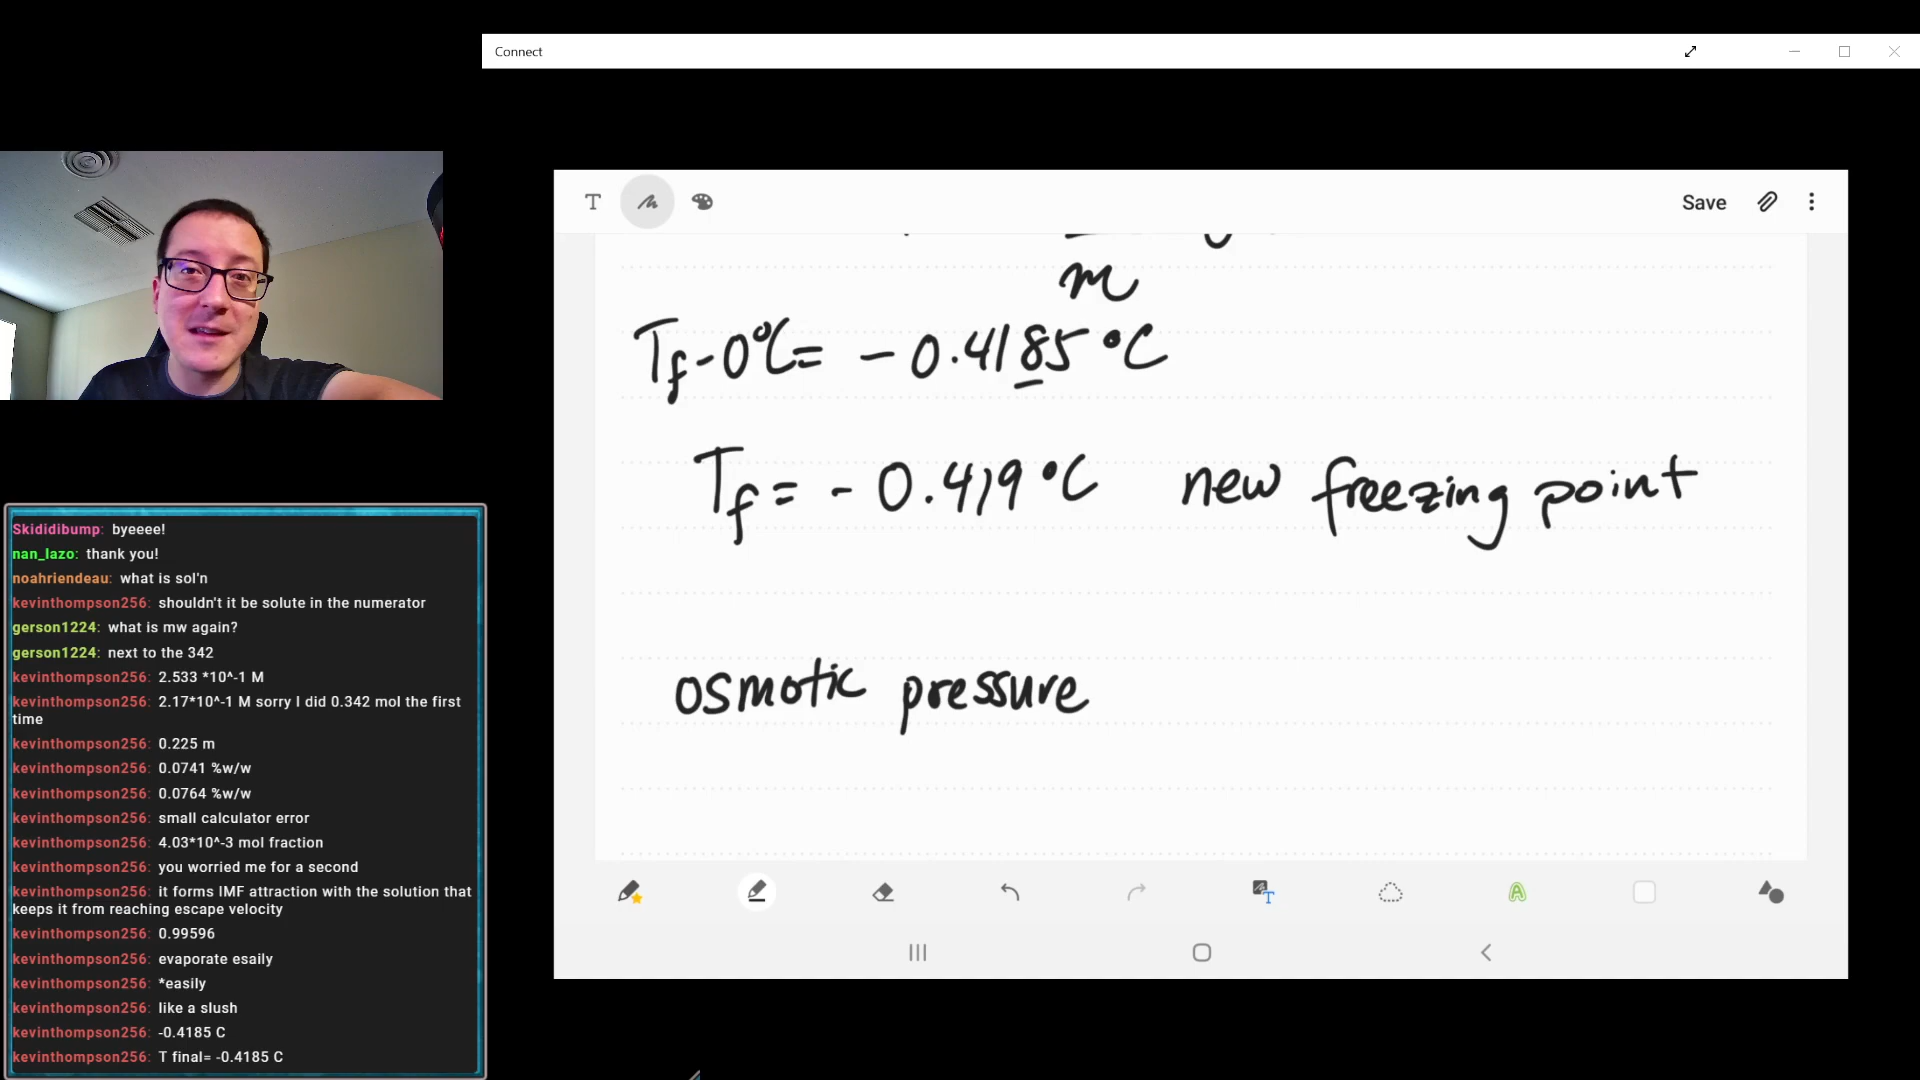 Connect
T
Save
m
Tf - 0°C = - 0.4185 °C
Tf = - 0.419 °C new freezing point
osmotic pressure
Skididibump: byeeee!
nan_lazo: thank you!
noahriendeau: what is sol'n
kevinthompson256: shouldn't it be solute in the numerator
gerson1224: what is mw again?
gerson1224: next to the 342
kevinthompson256: 2.533 *10^-1 M
kevinthompson256: 2.17*10^-1 M sorry I did 0.342 mol the first
time
kevinthompson256: 0.225 m
kevinthompson256: 0.0741 %w/w
kevinthompson256: 0.0764 %w/w
kevinthompson256: small calculator error
kevinthompson256: 4.03*10^-3 mol fraction
kevinthompson256: you worried me for a second
kevinthompson256: it forms IMF attraction with the solution that
keeps it from reaching escape velocity
kevinthompson256: 0.99596
kevinthompson256: evaporate esaily
kevinthompson256: *easily
kevinthompson256: like a slush
kevinthompson256: -0.4185 C
kevinthompson256: T final= -0.4185 C